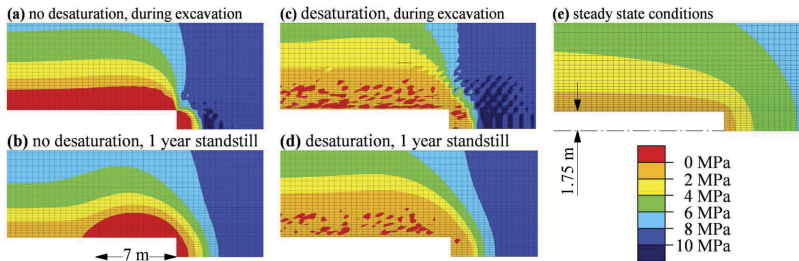 (a) no desaturation, during excavation
(c) desaturation, during excavation
(e) steady state conditions
(b) no desaturation, 1 year standstill
(d) desaturation, 1 year standstill
7 m
1.75 m
0 MPa
2 MPa
4 MPa
6 MPa
8 MPa
10 MPa